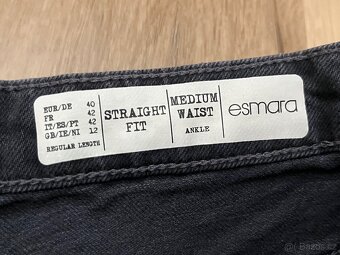 EUR/DE 40
FR 42
IT/ES/PT 42
GB/IE/NI 12
REGULAR LENGTH
STRAIGHT
FIT
MEDIUM
WAIST
ANKLE
esmara